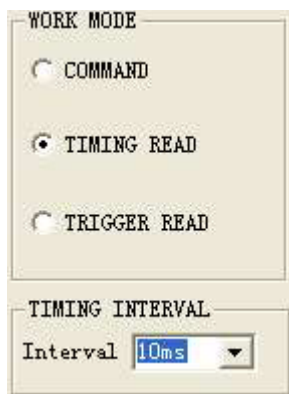 WORK MODE
COMMAND
TIMING READ
TRIGGER READ
TIMING INTERVAL
Interval 10ms